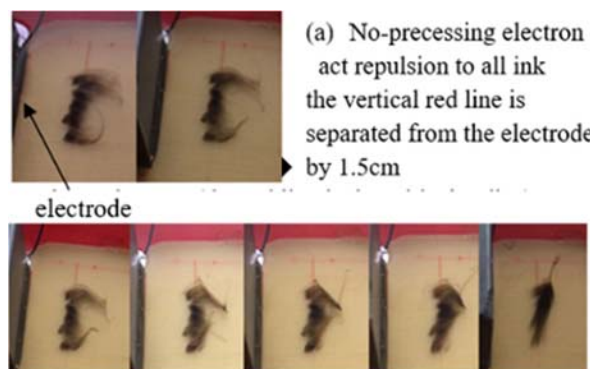 (a) No-precessing electron
act repulsion to all ink
the vertical red line is
separated from the electrode
by 1.5cm
electrode